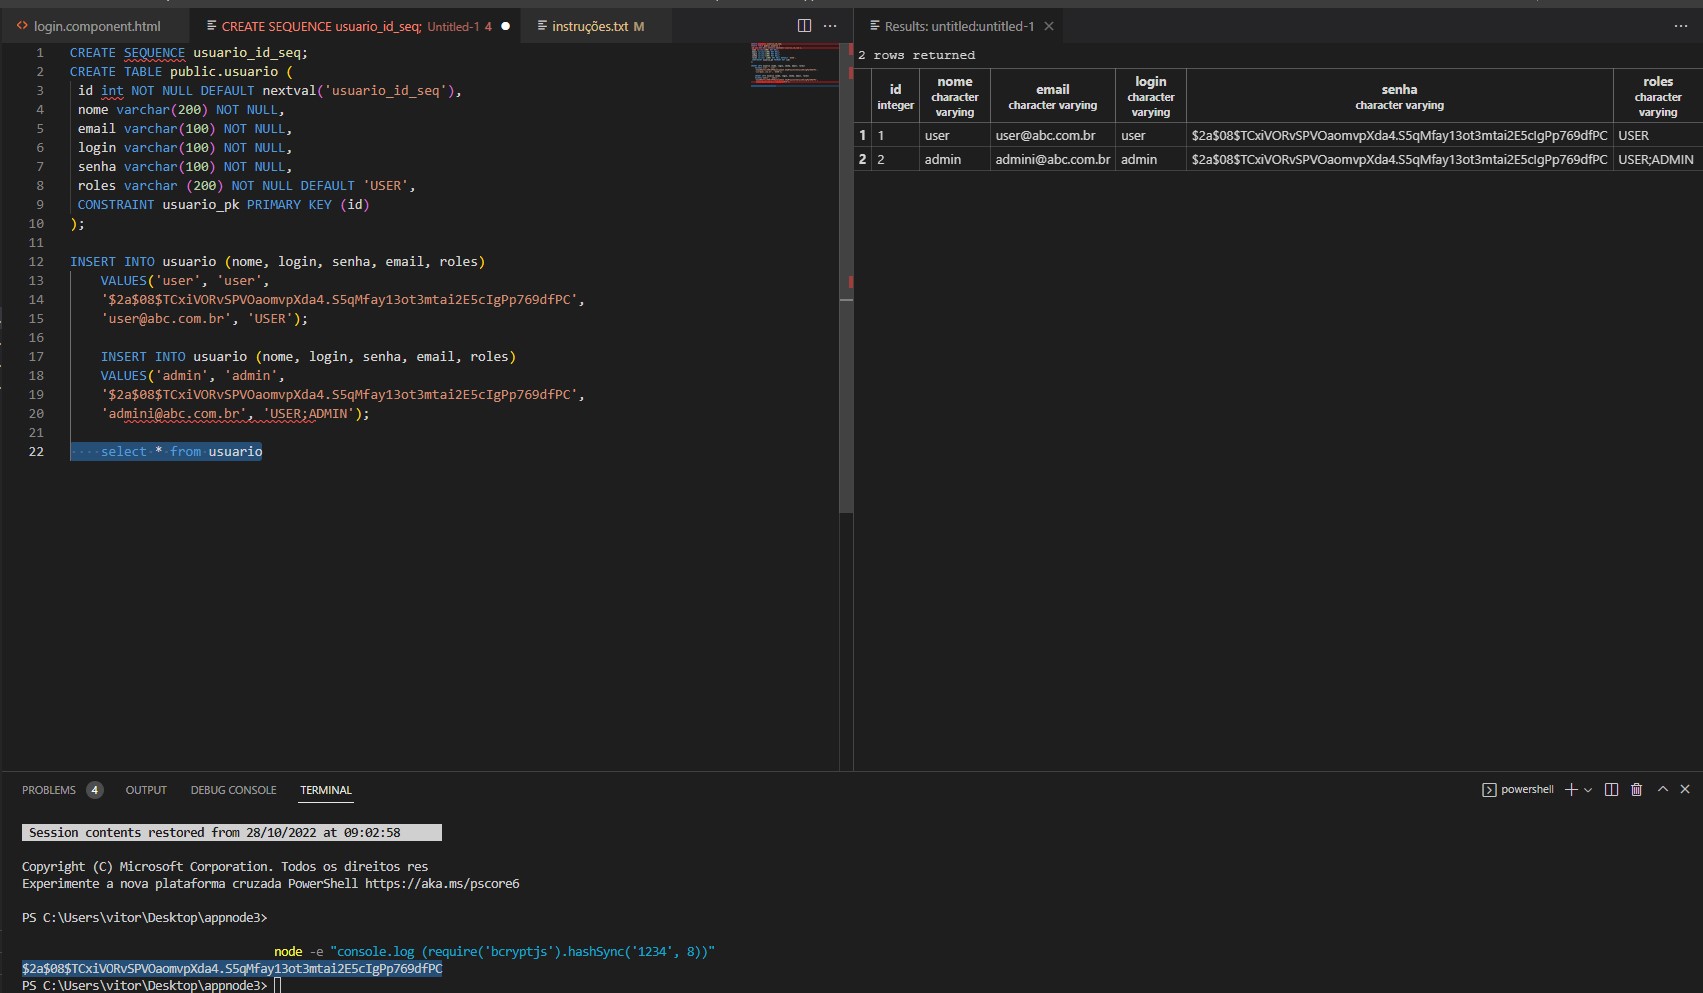 login.component.html
CREATE SEQUENCE usuario_id_seq; Untitled-1 4
instruções.txt M
Results: untitled:untitled-1
1 CREATE SEQUENCE usuario_id_seq;
2 CREATE TABLE public.usuario (
3 id int NOT NULL DEFAULT nextval('usuario_id_seq'),
4 nome varchar(200) NOT NULL,
5 email varchar(100) NOT NULL,
6 login varchar(100) NOT NULL,
7 senha varchar(100) NOT NULL,
8 roles varchar (200) NOT NULL DEFAULT 'USER',
9 CONSTRAINT usuario_pk PRIMARY KEY (id)
10 );
11
12 INSERT INTO usuario (nome, login, senha, email, roles)
13 VALUES('user', 'user',
14 '$2a$08$TCxiVORvSPVOaomvpXda4.S5qMfay13ot3mtai2E5cIgPp769dfPC',
15 'user@abc.com.br', 'USER');
16
17 INSERT INTO usuario (nome, login, senha, email, roles)
18 VALUES('admin', 'admin',
19 '$2a$08$TCxiVORvSPVOaomvpXda4.S5qMfay13ot3mtai2E5cIgPp769dfPC',
20 'admini@abc.com.br', 'USER;ADMIN');
21
22 ····select·*·from·usuario
2 rows returned
id integer nome character varying email character varying login character varying senha character varying roles character varying
1 1 user user@abc.com.br user $2a$08$TCxiVORvSPVOaomvpXda4.S5qMfay13ot3mtai2E5cIgPp769dfPC USER
2 2 admin admini@abc.com.br admin $2a$08$TCxiVORvSPVOaomvpXda4.S5qMfay13ot3mtai2E5cIgPp769dfPC USER;ADMIN
PROBLEMS 4 OUTPUT DEBUG CONSOLE TERMINAL
powershell
Session contents restored from 28/10/2022 at 09:02:58
Copyright (C) Microsoft Corporation. Todos os direitos res
Experimente a nova plataforma cruzada PowerShell https://aka.ms/pscore6
PS C:\Users\vitor\Desktop\appnode3>
node -e "console.log (require('bcryptjs').hashSync('1234', 8))"
$2a$08$TCxiVORvSPVOaomvpXda4.S5qMfay13ot3mtai2E5cIgPp769dfPC
PS C:\Users\vitor\Desktop\appnode3>